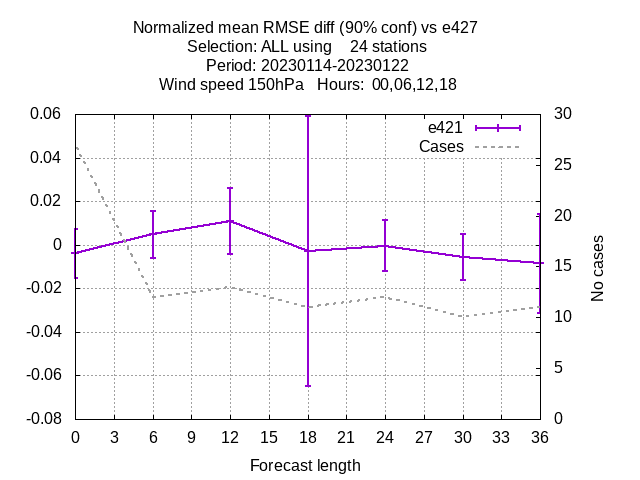 Normalized mean RMSE diff (90% conf) vs e427
Selection: ALL using    24 stations
Period: 20230114-20230122
Wind speed 150hPa   Hours:  00,06,12,18
0.06
0.04
0.02
0
-0.02
-0.04
-0.06
-0.08
e421
Cases
30
25
20
15
10
5
0
No cases
0 3 6 9 12 15 18 21 24 27 30 33 36
Forecast length